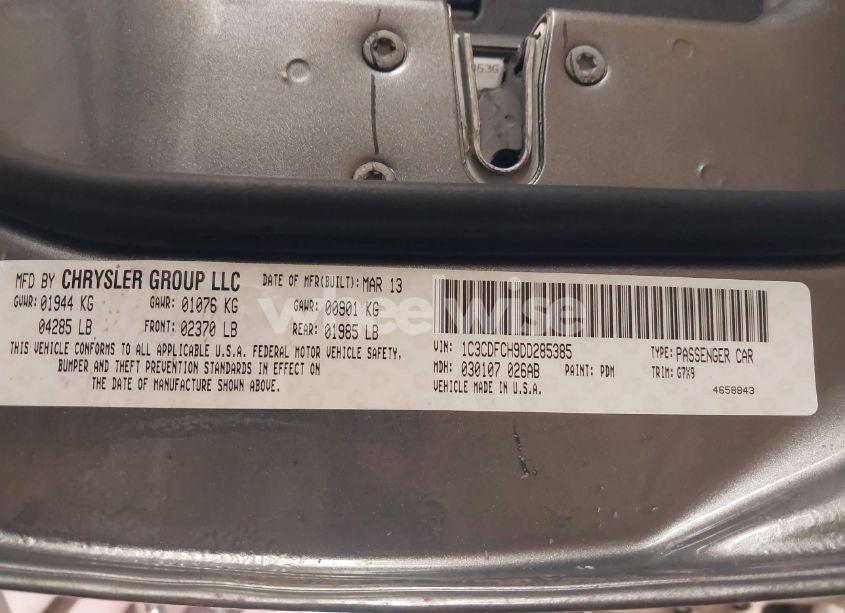 063G
MFD BY CHRYSLER GROUP LLC DATE OF MFR(BUILT): MAR 13
GVWR: 01944 KG GAWR: 01076 KG GAWR: 00901 KG
04285 LB FRONT: 02370 LB REAR: 01985 LB
THIS VEHICLE CONFORMS TO ALL APPLICABLE U.S.A. FEDERAL MOTOR VEHICLE SAFETY,
BUMPER AND THEFT PREVENTION STANDARDS IN EFFECT ON
THE DATE OF MANUFACTURE SHOWN ABOVE.
VIN: 1C3CDFCH9DD285385 TYPE: PASSENGER CAR
MDH: 030107 026AB PAINT: PDM TRIM: G7X9
VEHICLE MADE IN U.S.A. 4658843